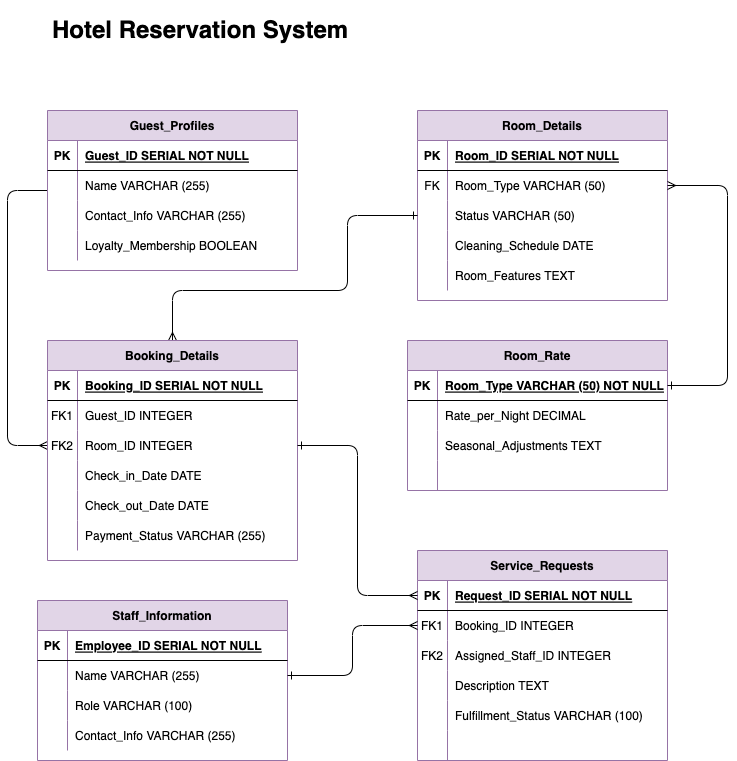 Hotel Reservation System
Guest_Profiles
PK Guest_ID SERIAL NOT NULL
Name VARCHAR (255)
Contact_Info VARCHAR (255)
Loyalty_Membership BOOLEAN
Room_Details
PK Room_ID SERIAL NOT NULL
FK Room_Type VARCHAR (50)
Status VARCHAR (50)
Cleaning_Schedule DATE
Room_Features TEXT
Booking_Details
PK Booking_ID SERIAL NOT NULL
FK1 Guest_ID INTEGER
FK2 Room_ID INTEGER
Check_in_Date DATE
Check_out_Date DATE
Payment_Status VARCHAR (255)
Room_Rate
PK Room_Type VARCHAR (50) NOT NULL
Rate_per_Night DECIMAL
Seasonal_Adjustments TEXT
Staff_Information
PK Employee_ID SERIAL NOT NULL
Name VARCHAR (255)
Role VARCHAR (100)
Contact_Info VARCHAR (255)
Service_Requests
PK Request_ID SERIAL NOT NULL
FK1 Booking_ID INTEGER
FK2 Assigned_Staff_ID INTEGER
Description TEXT
Fulfillment_Status VARCHAR (100)